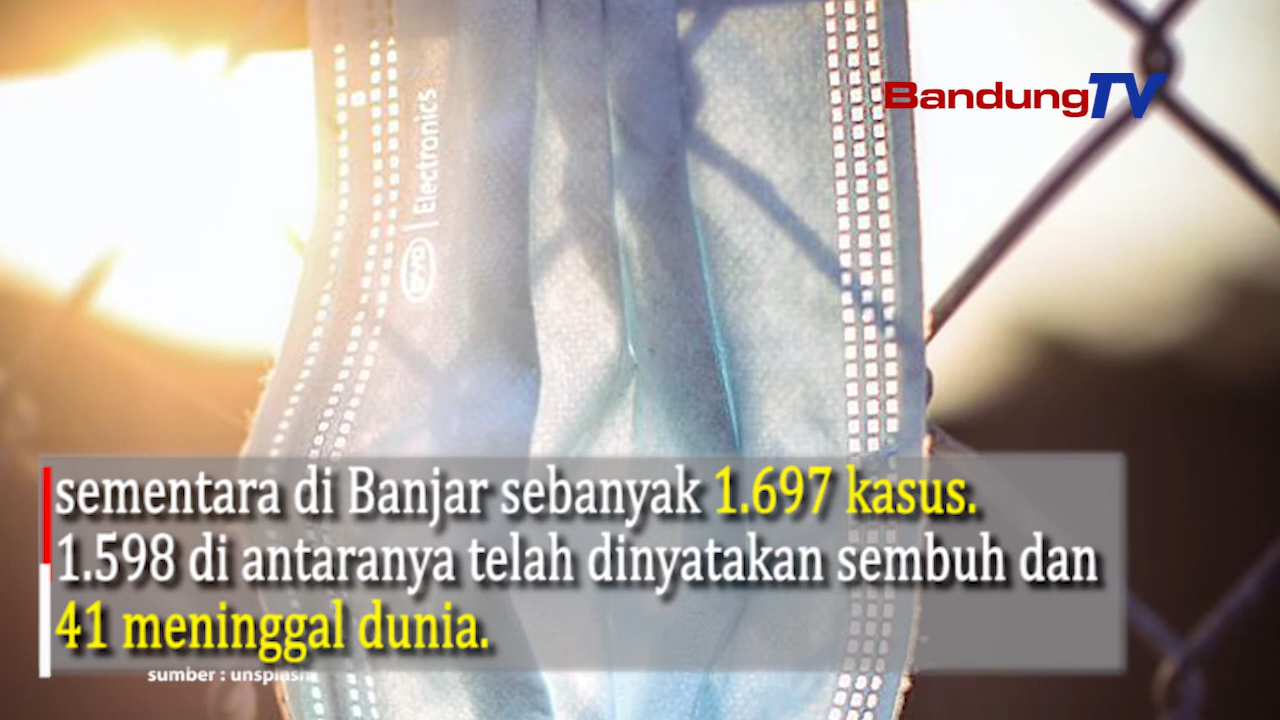 BandungTV
BYD | Electronics
sementara di Banjar sebanyak 1.697 kasus.
1.598 di antaranya telah dinyatakan sembuh dan
41 meninggal dunia.
sumber : unsplash